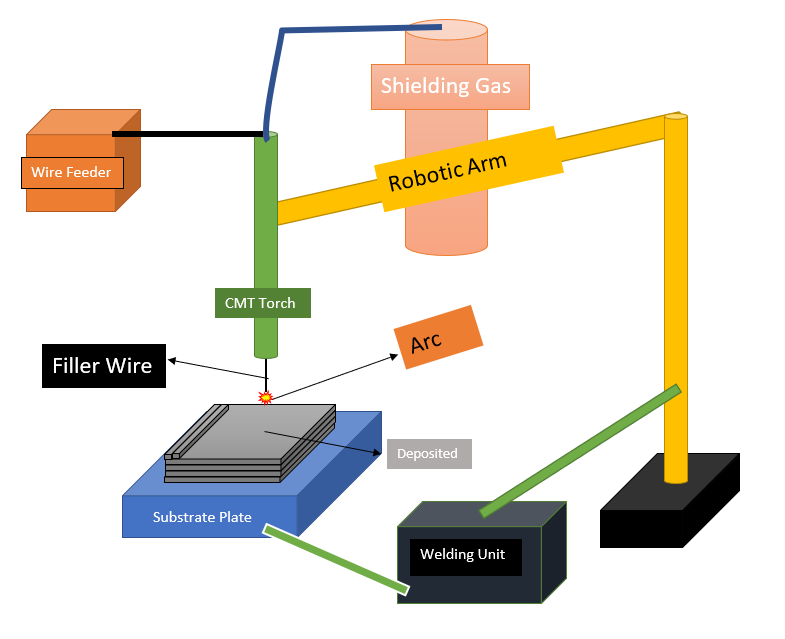 Shielding Gas
Robotic Arm
Wire Feeder
CMT Torch
Arc
Filler Wire
Deposited
Substrate Plate
Welding Unit